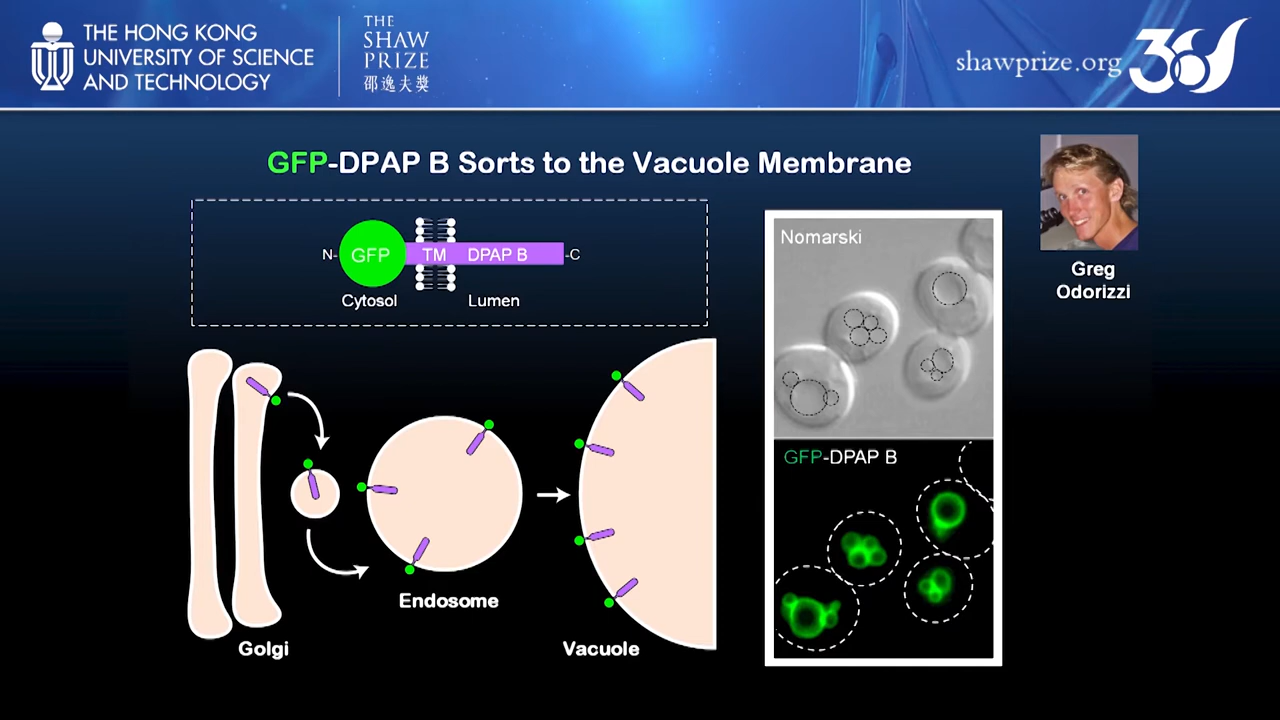 THE HONG KONG
UNIVERSITY OF SCIENCE
AND TECHNOLOGY
THE
SHAW
PRIZE
邵逸夫獎
shawprize.org
GFP-DPAP B Sorts to the Vacuole Membrane
N- GFP TM DPAP B -C
Cytosol Lumen
Nomarski
Greg
Odorizzi
GFP-DPAP B
Endosome
Golgi
Vacuole